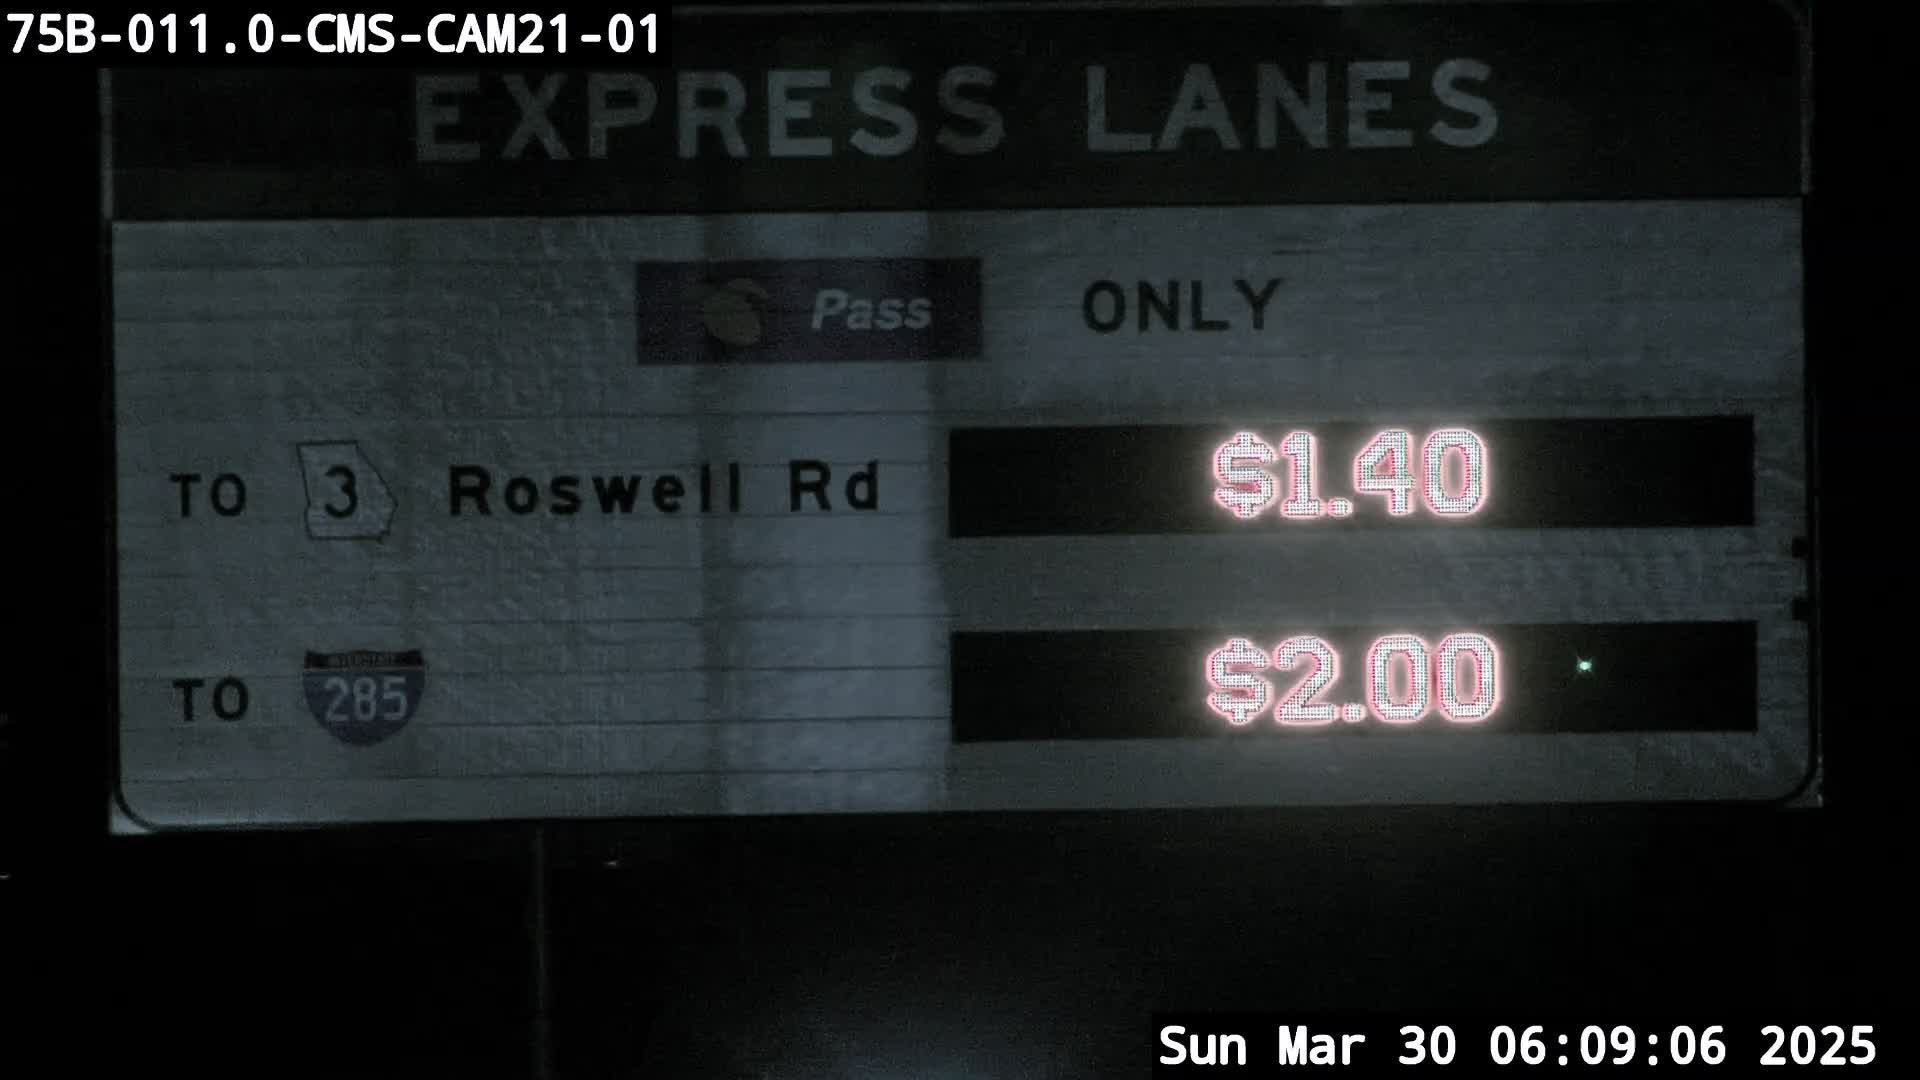 75B-011.0-CMS-CAM21-01
EXPRESS LANES
Pass ONLY
TO 3 Roswell Rd $1.40
TO INTERSTATE 285 $2.00
Sun Mar 30 06:09:06 2025